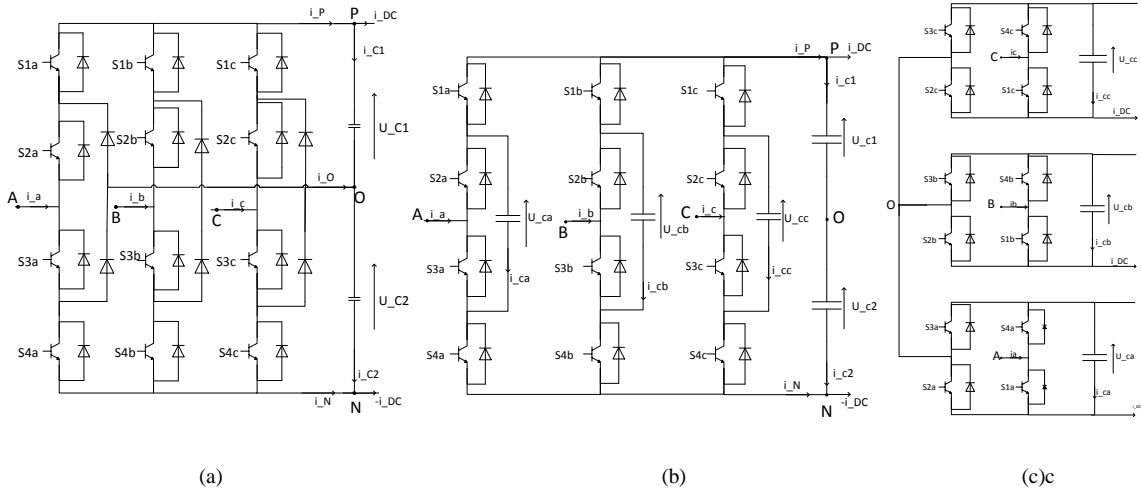 i_P
P
i_DC
i_C1
S1a
S1b
S1c
U_C1
S2a
S2b
S2c
i_O
O
A
i_a
B
i_b
C
i_c
S3a
S3b
S3c
U_C2
S4a
S4b
S4c
i_C2
i_N
N
-i_DC
(a)
i_P
P
i_DC
i_c1
S1a
S1b
S1c
U_c1
S2a
S2b
S2c
A
i_a
B
i_b
C
i_c
O
U_ca
U_cb
U_cc
S3a
S3b
S3c
i_ca
i_cb
i_cc
U_c2
S4a
S4b
S4c
i_c2
i_N
N
-i_DC
(b)
S3c
S4c
C
ic
U_cc
S2c
S1c
i_cc
i_DC
S3b
S4b
O
B
ib
U_cb
S2b
S1b
i_cb
i_DC
S3a
S4a
A
ia
U_ca
S2a
S1a
i_ca
(c)c